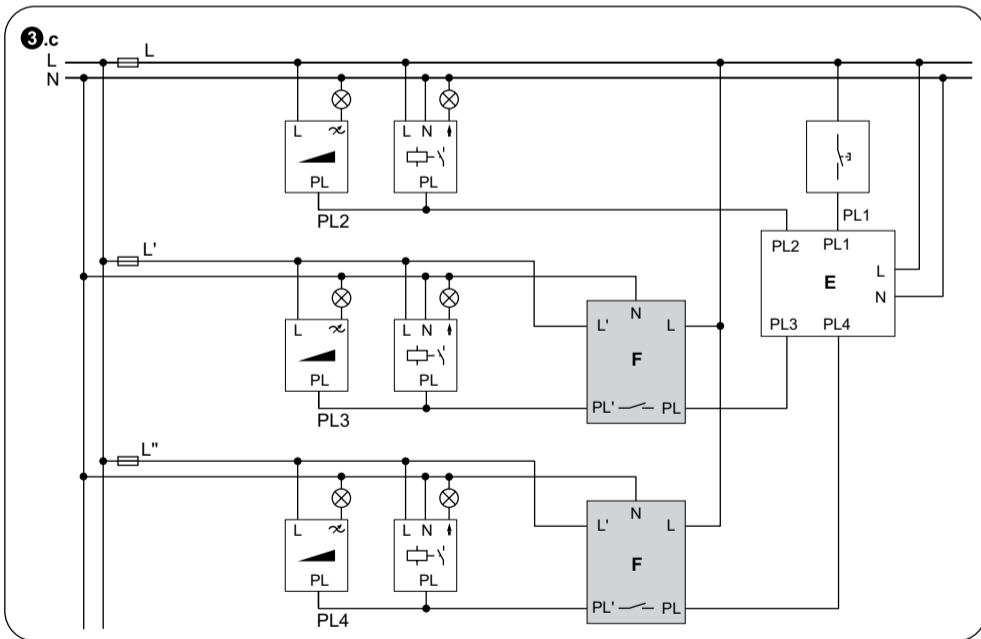 3.c
L L
N
L L N
PL PL
PL2 PL1
PL2 PL1
L
E
N
PL3 PL4
L'
L L N
PL PL
PL3
N
L' L
F
PL' PL
L"
L L N
PL PL
PL4
N
L' L
F
PL' PL